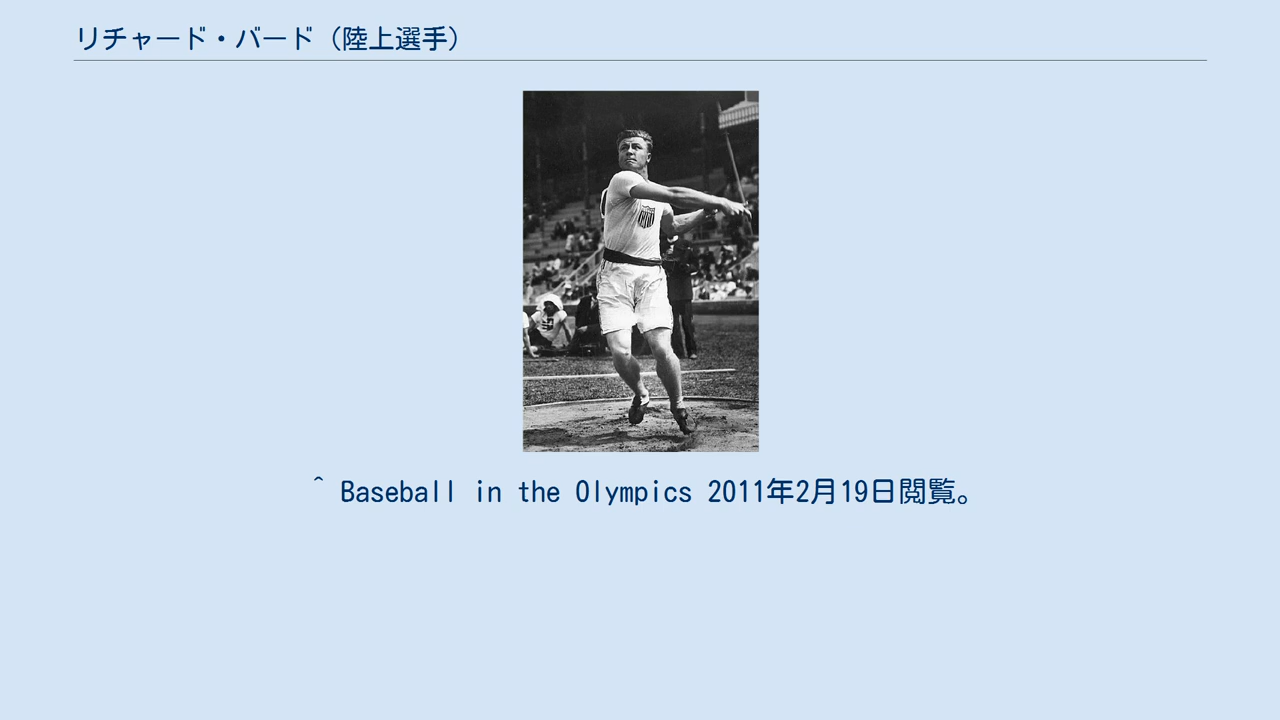 リチャード・バード（陸上選手）
^ Baseball in the Olympics 2011年2月19日閲覧。